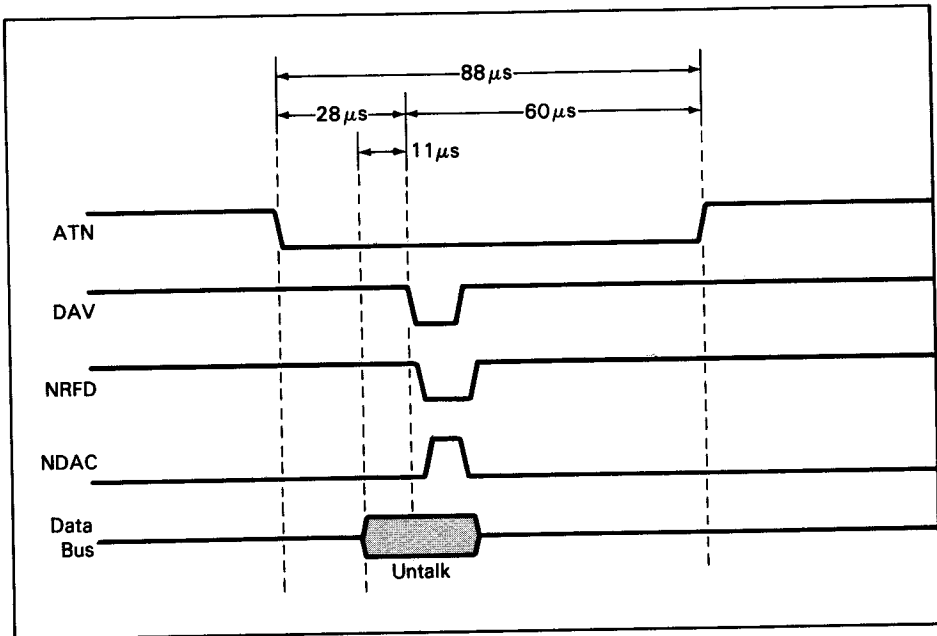 88μs
28μs
60μs
11μs
ATN
DAV
NRFD
NDAC
Data
Bus
Untalk